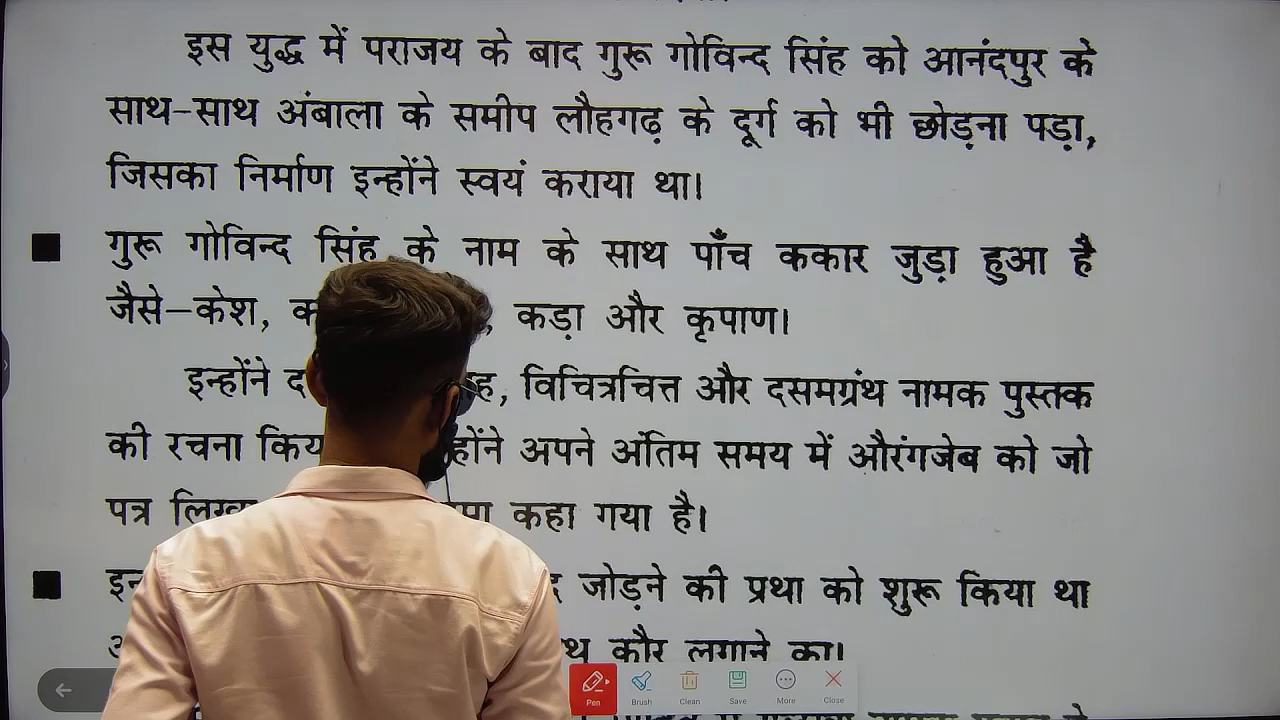 इस युद्ध में पराजय के बाद गुरू गोविन्द सिंह को आनंदपुर के
साथ-साथ अंबाला के समीप लौहगढ़ के दूर्ग को भी छोड़ना पड़ा,
जिसका निर्माण इन्होंने स्वयं कराया था।
गुरू गोविन्द सिंह के नाम के साथ पाँच ककार जुड़ा हुआ है
जैसे–केश, कड़ा और कृपाण।
इन्होंने विचित्रचित्त और दसमग्रंथ नामक पुस्तक
की रचना अपने अंतिम समय में औरंगजेब को जो
पत्र कहा गया है।
जोड़ने की प्रथा को शुरू किया था
कौर लगाने का।
Pen Brush Clean Save More Close